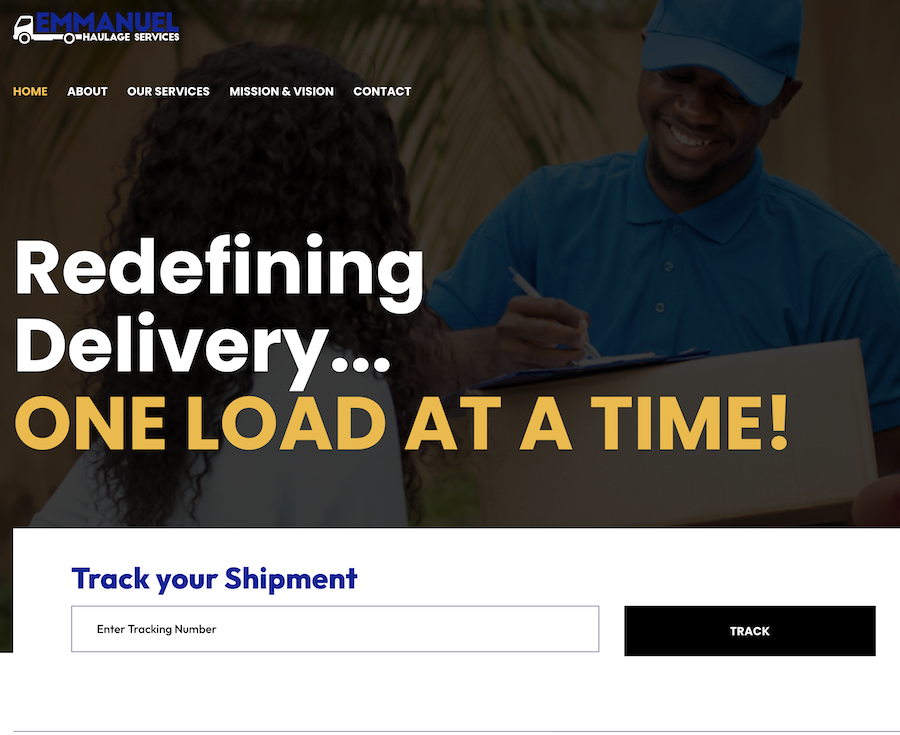 EMMANUEL
HAULAGE SERVICES
HOME ABOUT OUR SERVICES MISSION & VISION CONTACT
Redefining
Delivery...
ONE LOAD AT A TIME!
Track your Shipment
Enter Tracking Number
TRACK